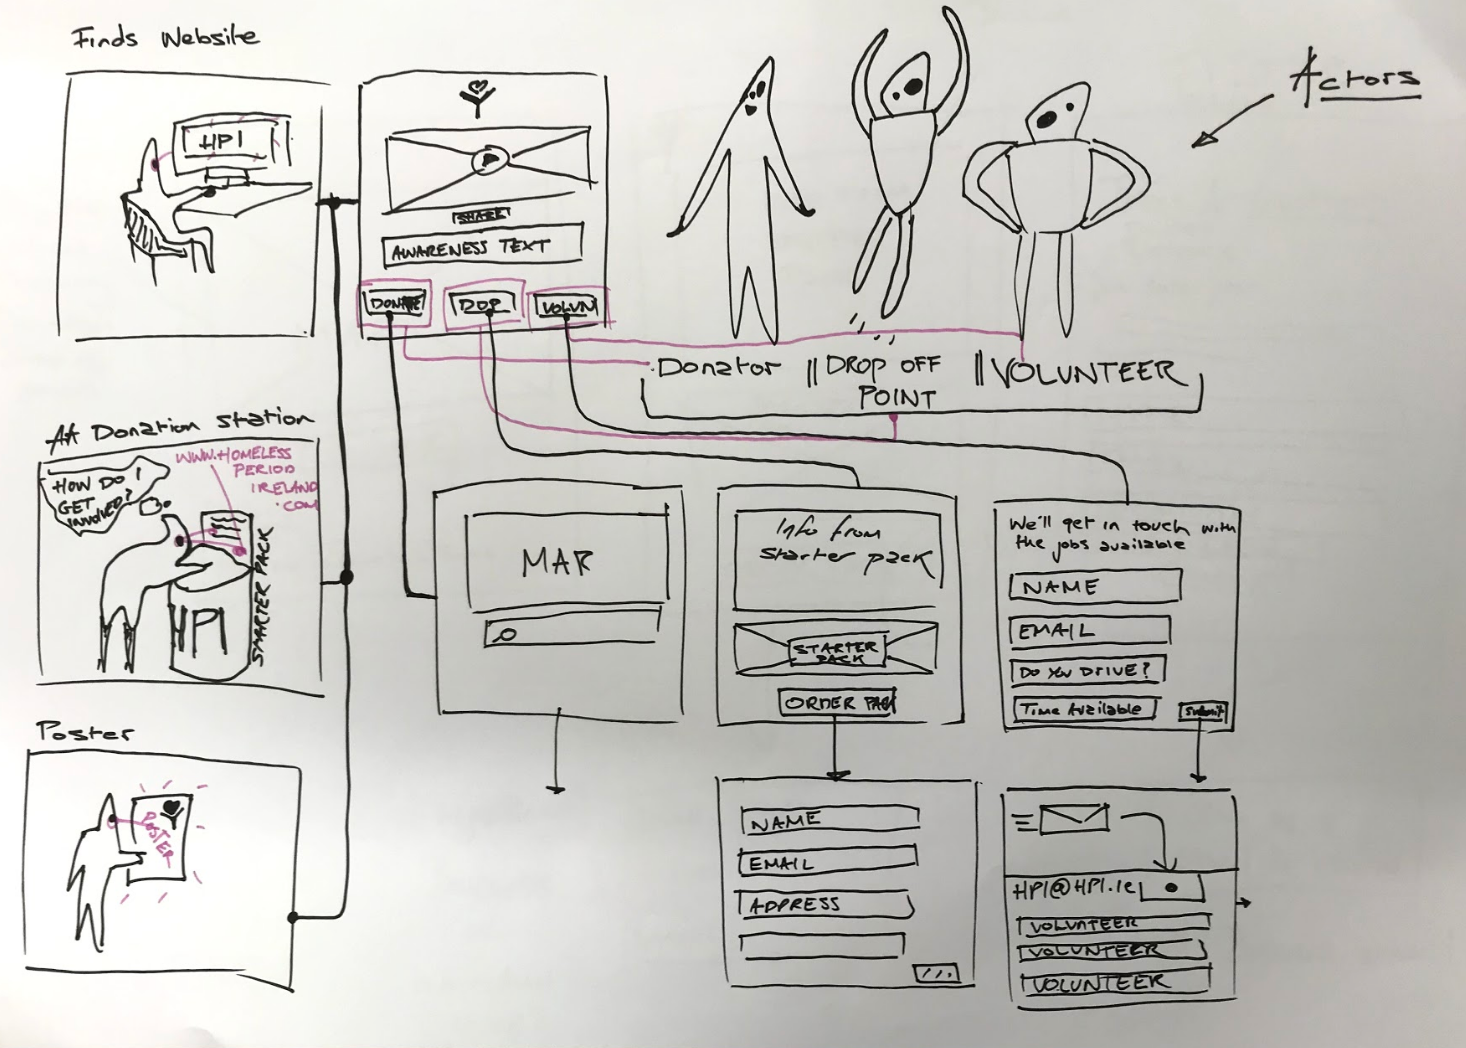 Finds Website
HPI
SHARE
AWARENESS TEXT
DONATE
DOP
VOLUN
Actors
Donator || DROP OFF POINT || VOLUNTEER
At Donation Station
HOW DO I
GET
INVOLVED?
WWW.HOMELESS
PERIOD
IRELAND
.COM
HPI
STARTER PACK
Poster
POSTER
MAP
Info from
Starter pack
STARTER
PACK
ORDER PACK
NAME
EMAIL
ADDRESS
We'll get in touch with
the jobs available
NAME
EMAIL
Do You DRIVE?
Time Available
Submit
HPI@HPI.ie
VOLUNTEER
VOLUNTEER
VOLUNTEER